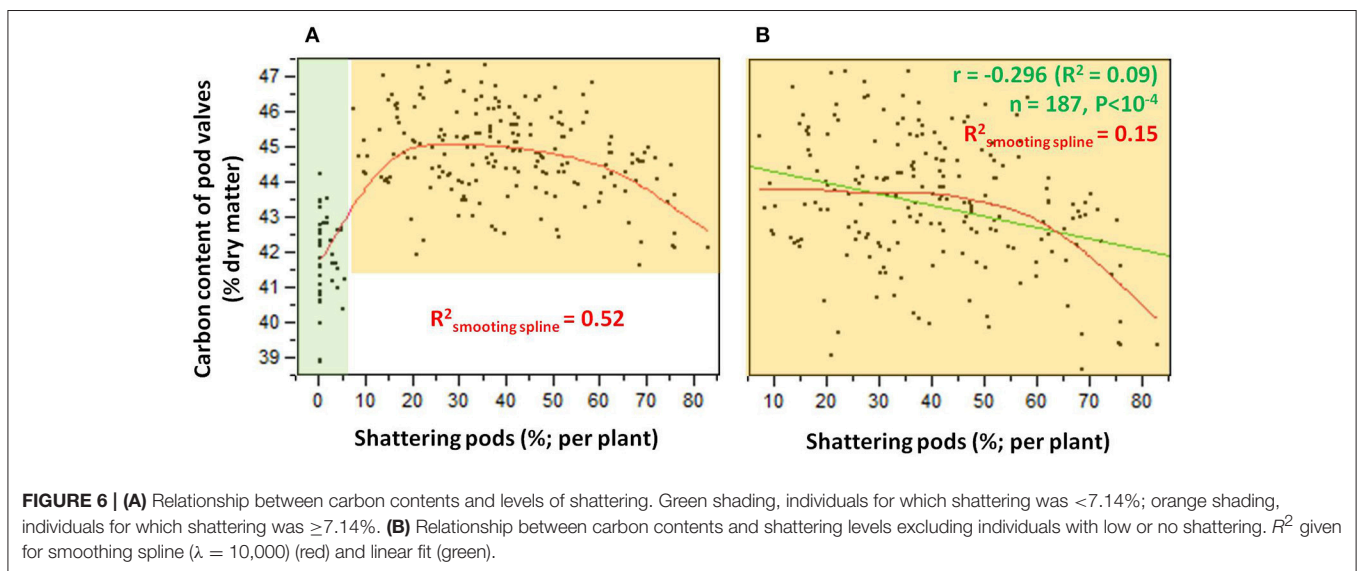 A
B
Carbon content of pod valves
(% dry matter)
47
46
45
44
43
42
41
40
39
R²smooting spline = 0.52
0 10 20 30 40 50 60 70 80
Shattering pods (%; per plant)
r = -0.296 (R² = 0.09)
n = 187, P<10⁻⁴
R²smooting spline = 0.15
10 20 30 40 50 60 70 80
Shattering pods (%; per plant)
FIGURE 6 | (A) Relationship between carbon contents and levels of shattering. Green shading, individuals for which shattering was <7.14%; orange shading,
individuals for which shattering was ≥7.14%. (B) Relationship between carbon contents and shattering levels excluding individuals with low or no shattering. R² given
for smoothing spline (λ = 10,000) (red) and linear fit (green).